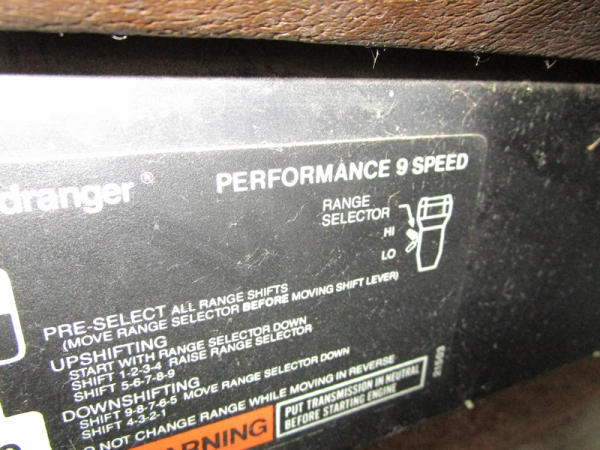 dranger®
PERFORMANCE 9 SPEED
RANGE
SELECTOR
HI
LO
PRE-SELECT ALL RANGE SHIFTS
(MOVE RANGE SELECTOR BEFORE MOVING SHIFT LEVER)
UPSHIFTING
START WITH RANGE SELECTOR DOWN
SHIFT 1-2-3-4 RAISE RANGE SELECTOR
SHIFT 5-6-7-8-9
DOWNSHIFTING
SHIFT 9-8-7-6-5 MOVE RANGE SELECTOR DOWN
SHIFT 4-3-2-1
O NOT CHANGE RANGE WHILE MOVING IN REVERSE
ARNING
PUT TRANSMISSION IN NEUTRAL
BEFORE STARTING ENGINE